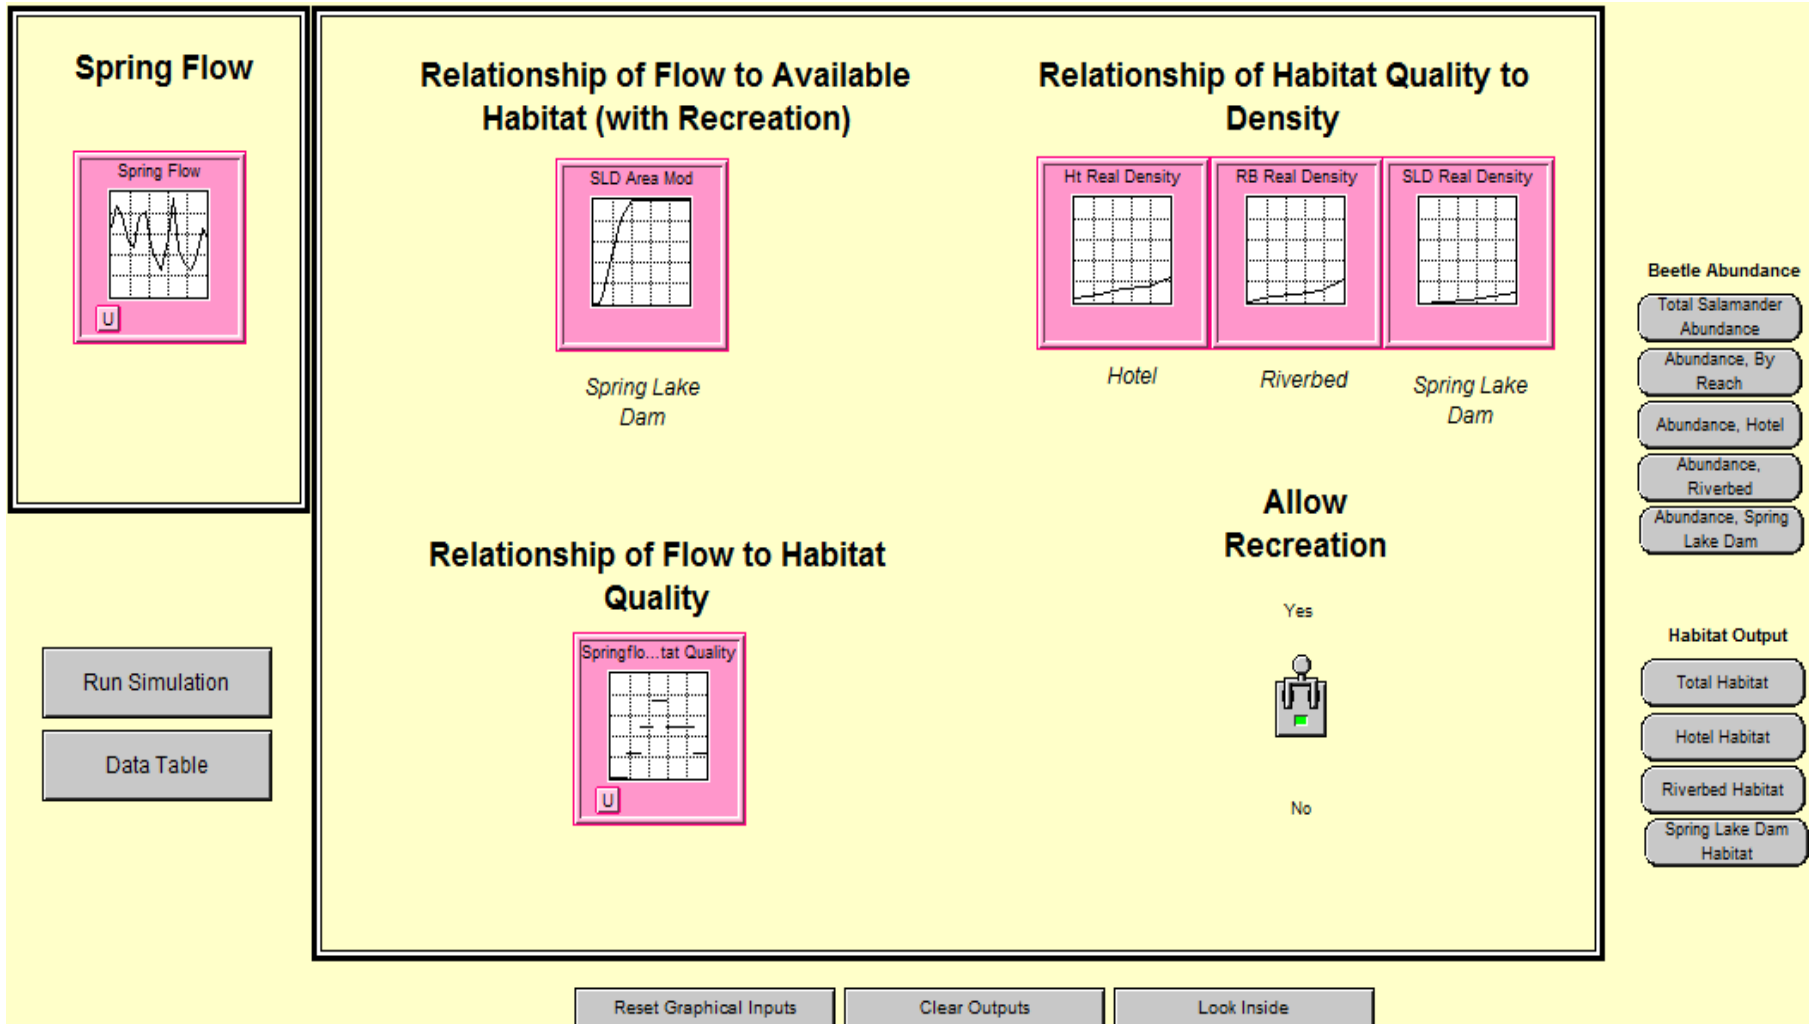 Spring Flow
Spring Flow
U
Run Simulation
Data Table
Relationship of Flow to Available
Habitat (with Recreation)
SLD Area Mod
Spring Lake
Dam
Relationship of Habitat Quality to
Density
Ht Real Density
RB Real Density
SLD Real Density
Hotel
Riverbed
Spring Lake
Dam
Relationship of Flow to Habitat
Quality
Springflo...tat Quality
U
Allow
Recreation
Yes
No
Beetle Abundance
Total Salamander
Abundance
Abundance, By
Reach
Abundance, Hotel
Abundance,
Riverbed
Abundance, Spring
Lake Dam
Habitat Output
Total Habitat
Hotel Habitat
Riverbed Habitat
Spring Lake Dam
Habitat
Reset Graphical Inputs
Clear Outputs
Look Inside